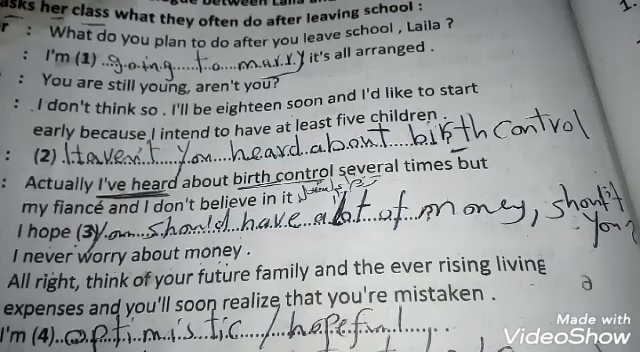 asks her class what they often do after leaving school :
r : What do you plan to do after you leave school , Laila ?
: I'm (1) ..going......to...marry it's all arranged .
: You are still young, aren't you?
: I don't think so . I'll be eighteen soon and I'd like to start
early because I intend to have at least five children .
: (2) .Haven't...you...heard.about...birth control
: Actually I've heard about birth control several times but
my fiancé and I don't believe in it
I hope (3) you...should...have..a lot...of..money, shouldn't you?
I never worry about money .
All right, think of your future family and the ever rising living
expenses and you'll soon realize that you're mistaken .
I'm (4)..optimistic / hopeful.....
Made with
VideoShow